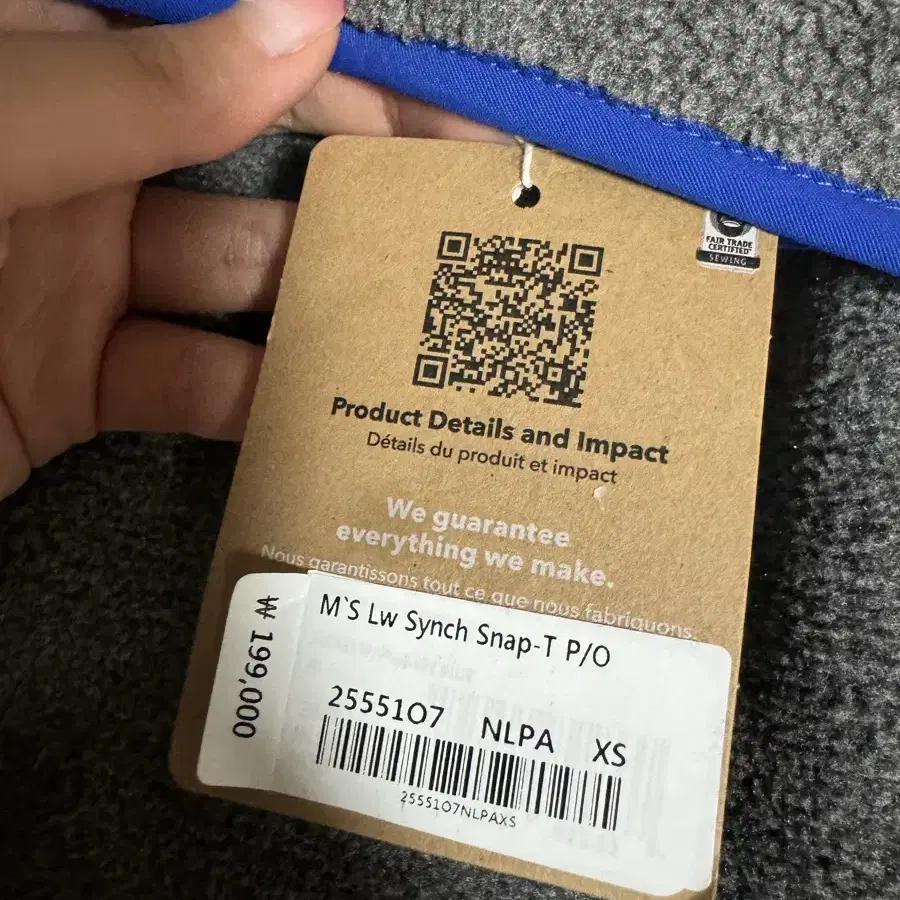 FAIR TRADE
CERTIFIED™
SEWING
Product Details and Impact
Détails du produit et impact
We guarantee
everything we make.
Nous garantissons tout ce que nous fabriquons.
₩ 199,000
M`S Lw Synch Snap-T P/O
2555107 NLPA XS
2555107NLPAXS